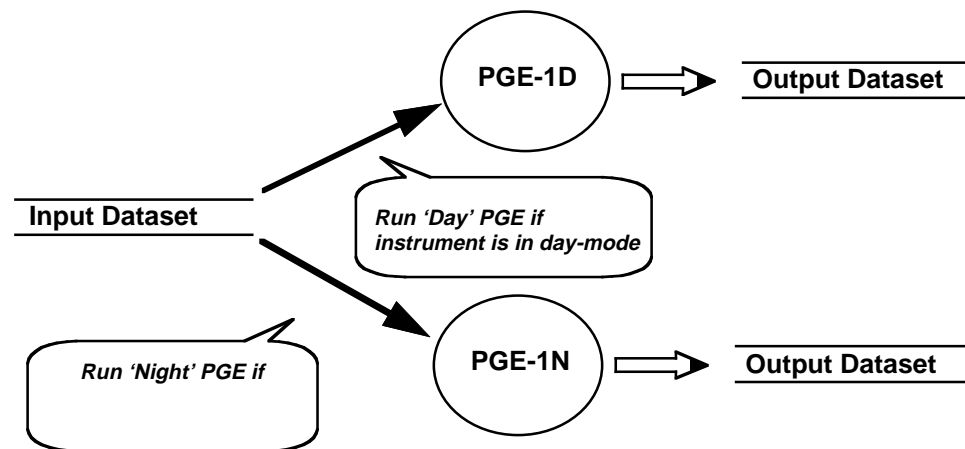 PGE-1D
Output Dataset
Input Dataset
Run ‘Day’ PGE if
instrument is in day-mode
Run ‘Night’ PGE if
PGE-1N
Output Dataset